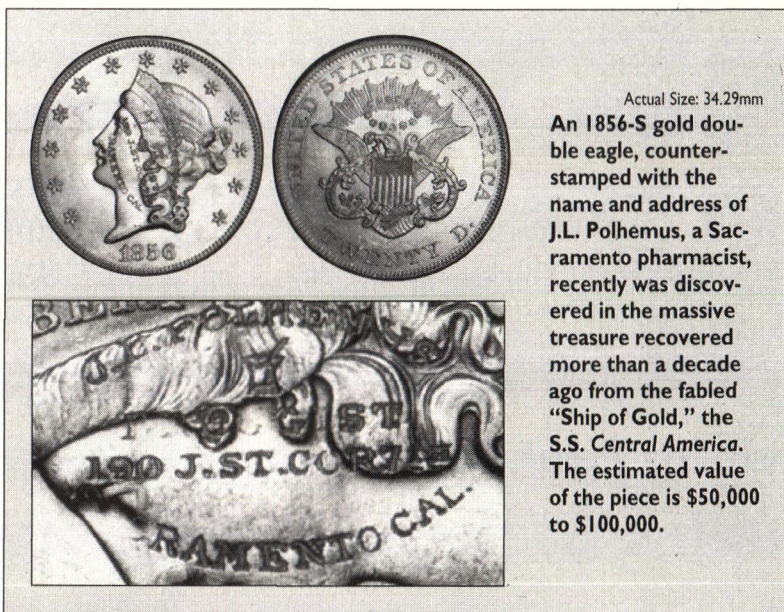 1856
UNITED STATES OF AMERICA
TWENTY D.
Actual Size: 34.29mm
An 1856-S gold dou-
ble eagle, counter-
stamped with the
name and address of
J.L. Polhemus, a Sac-
ramento pharmacist,
recently was discov-
ered in the massive
treasure recovered
more than a decade
ago from the fabled
“Ship of Gold,” the
S.S. Central America.
The estimated value
of the piece is $50,000
to $100,000.
190 J.ST.COR
RAMENTO CAL.